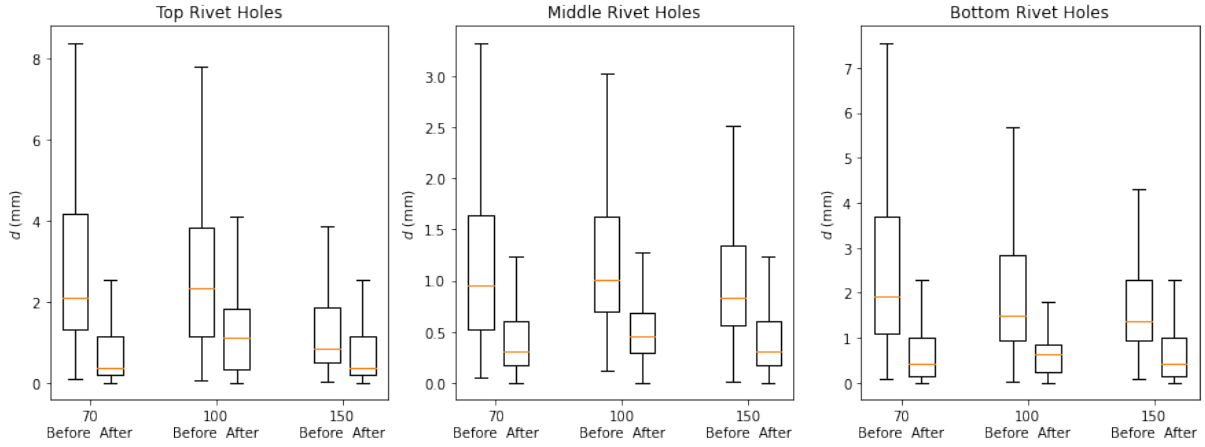 Top Rivet Holes
d (mm)
8
6
4
2
0
70
100
150
Before After
Before After
Before After
Middle Rivet Holes
d (mm)
3.0
2.5
2.0
1.5
1.0
0.5
0.0
70
100
150
Before After
Before After
Before After
Bottom Rivet Holes
d (mm)
7
6
5
4
3
2
1
0
70
100
150
Before After
Before After
Before After